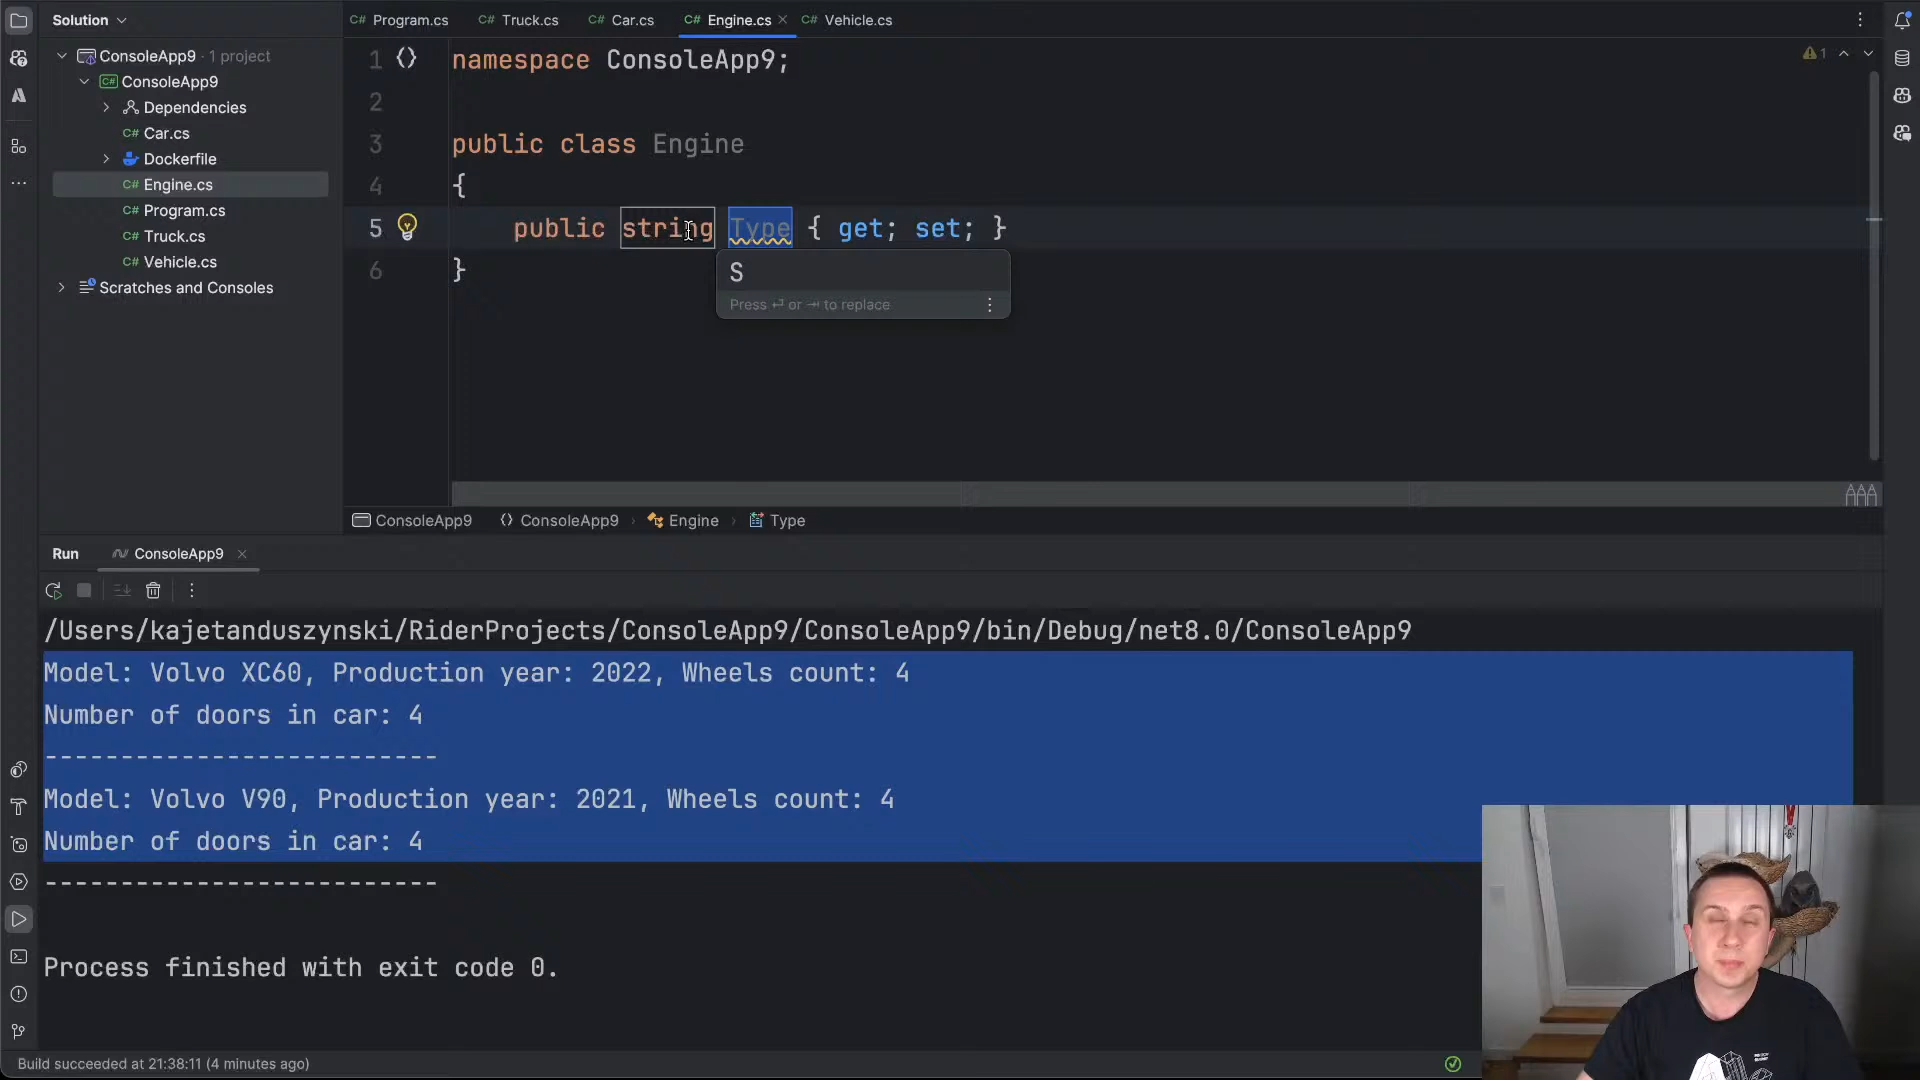 Solution
Program.cs
Truck.cs
Car.cs
Engine.cs
Vehicle.cs
ConsoleApp9 · 1 project
C# ConsoleApp9
Dependencies
C# Car.cs
Dockerfile
C# Engine.cs
C# Program.cs
C# Truck.cs
C# Vehicle.cs
Scratches and Consoles
1 namespace ConsoleApp9;
2
3 public class Engine
4 {
5 public string Type { get; set; }
6 }
S
Press ⏎ or ⇥ to replace
1
ConsoleApp9 ConsoleApp9 › Engine › Type
Run ConsoleApp9
/Users/kajetanduszynski/RiderProjects/ConsoleApp9/ConsoleApp9/bin/Debug/net8.0/ConsoleApp9
Model: Volvo XC60, Production year: 2022, Wheels count: 4
Number of doors in car: 4
--------------------------
Model: Volvo V90, Production year: 2021, Wheels count: 4
Number of doors in car: 4
--------------------------
Process finished with exit code 0.
Build succeeded at 21:38:11 (4 minutes ago)